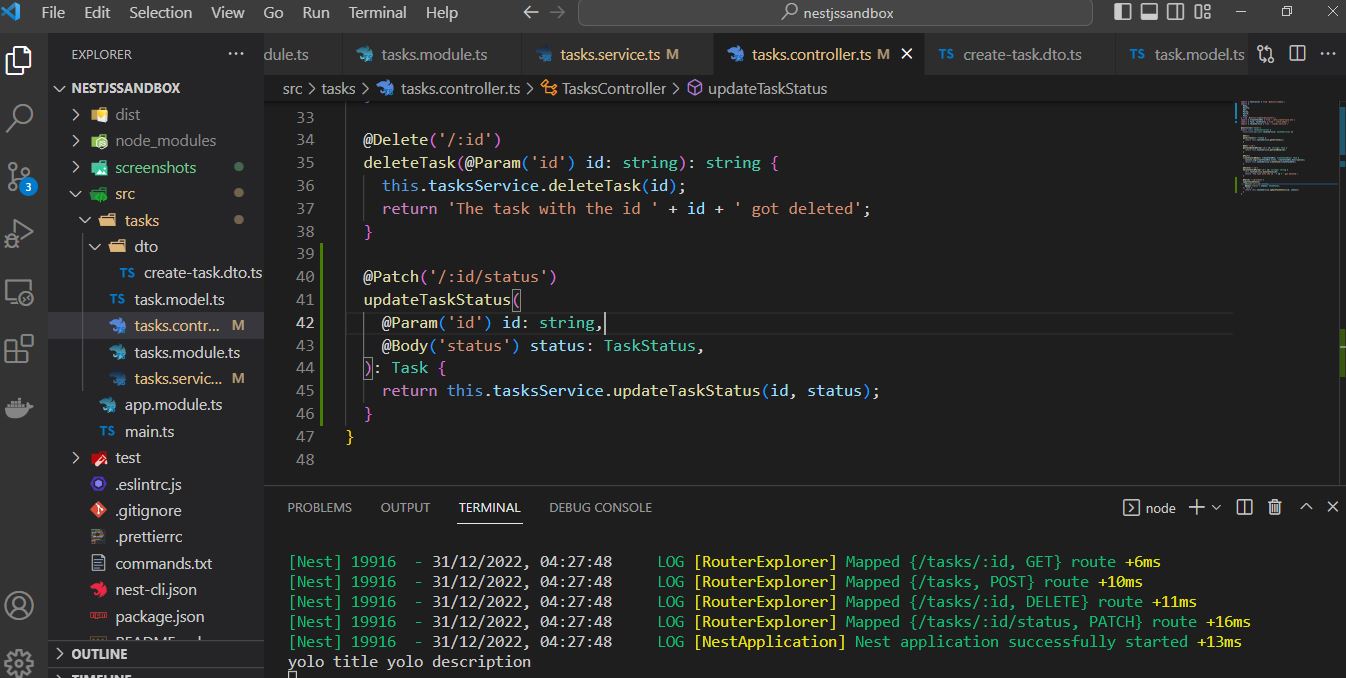 File Edit Selection View Go Run Terminal Help
nestjssandbox
EXPLORER
dule.ts
tasks.module.ts
tasks.service.ts M
tasks.controller.ts M
TS create-task.dto.ts
TS task.model.ts
NESTJSSANDBOX
dist
node_modules
screenshots
src
tasks
dto
TS create-task.dto.ts
TS task.model.ts
tasks.contr... M
tasks.module.ts
tasks.servic... M
app.module.ts
TS main.ts
test
.eslintrc.js
.gitignore
.prettierrc
commands.txt
nest-cli.json
package.json
OUTLINE
3
src > tasks > tasks.controller.ts > TasksController > updateTaskStatus
33
34 @Delete('/:id')
35 deleteTask(@Param('id') id: string): string {
36 this.tasksService.deleteTask(id);
37 return 'The task with the id ' + id + ' got deleted';
38 }
39
40 @Patch('/:id/status')
41 updateTaskStatus(
42 @Param('id') id: string,
43 @Body('status') status: TaskStatus,
44 ): Task {
45 return this.tasksService.updateTaskStatus(id, status);
46 }
47 }
48
PROBLEMS OUTPUT TERMINAL DEBUG CONSOLE
node
[Nest] 19916 - 31/12/2022, 04:27:48 LOG [RouterExplorer] Mapped {/tasks/:id, GET} route +6ms
[Nest] 19916 - 31/12/2022, 04:27:48 LOG [RouterExplorer] Mapped {/tasks, POST} route +10ms
[Nest] 19916 - 31/12/2022, 04:27:48 LOG [RouterExplorer] Mapped {/tasks/:id, DELETE} route +11ms
[Nest] 19916 - 31/12/2022, 04:27:48 LOG [RouterExplorer] Mapped {/tasks/:id/status, PATCH} route +16ms
[Nest] 19916 - 31/12/2022, 04:27:48 LOG [NestApplication] Nest application successfully started +13ms
yolo title yolo description